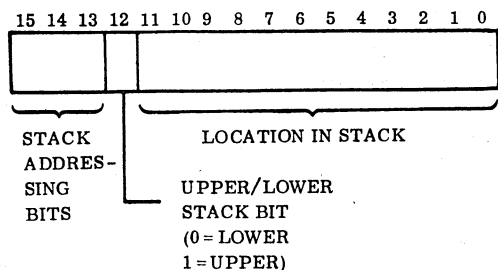 15 14 13 12 11 10 9 8 7 6 5 4 3 2 1 0
STACK
ADDRES-
SING
BITS
LOCATION IN STACK
UPPER/LOWER
STACK BIT
(0 = LOWER
1 = UPPER)